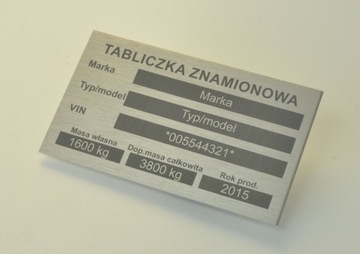 TABLICZKA ZNAMIONOWA
Marka Marka
Typ/model Typ/model
VIN *005544321*
Masa własna Dop.masa całkowita Rok prod.
1600 kg 3800 kg 2015